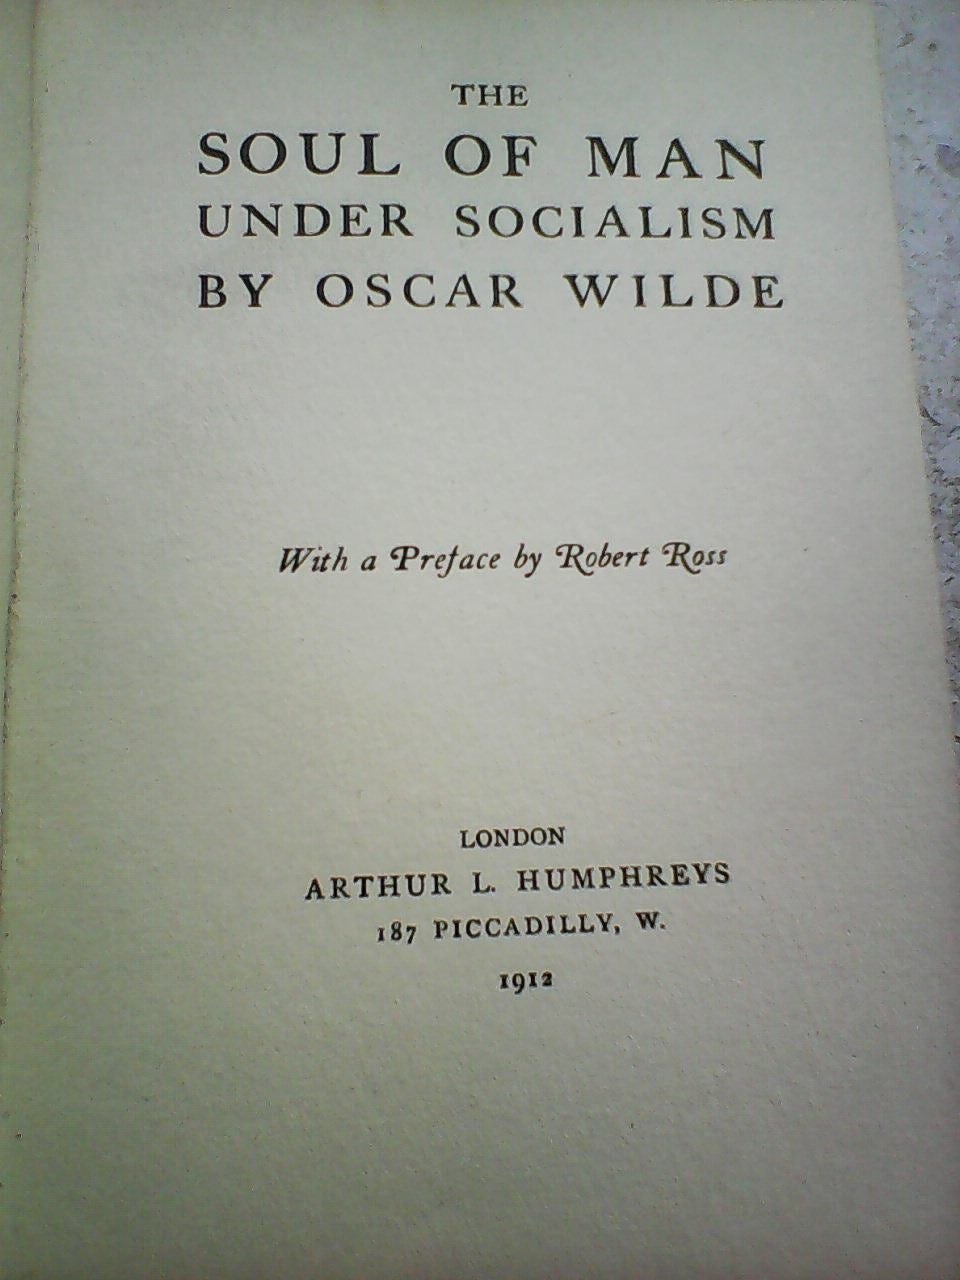 THE
SOUL OF MAN
UNDER SOCIALISM
BY OSCAR WILDE
With a Preface by Robert Ross
LONDON
ARTHUR L. HUMPHREYS
187 PICCADILLY, W.
1912